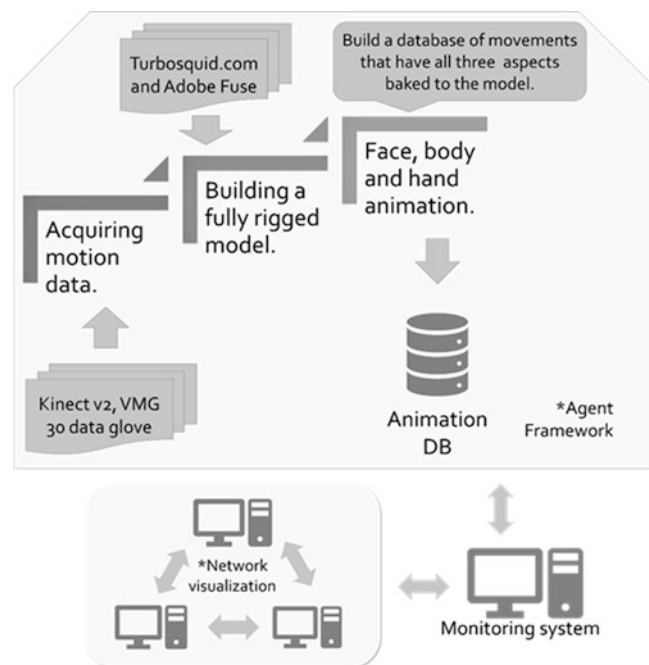 Turbosquid.com
and Adobe Fuse
Build a database of movements
that have all three aspects
baked to the model.
Acquiring
motion
data.
Building a
fully rigged
model.
Face, body
and hand
animation.
Kinect v2, VMG
30 data glove
Animation
DB
*Agent
Framework
*Network
visualization
Monitoring system